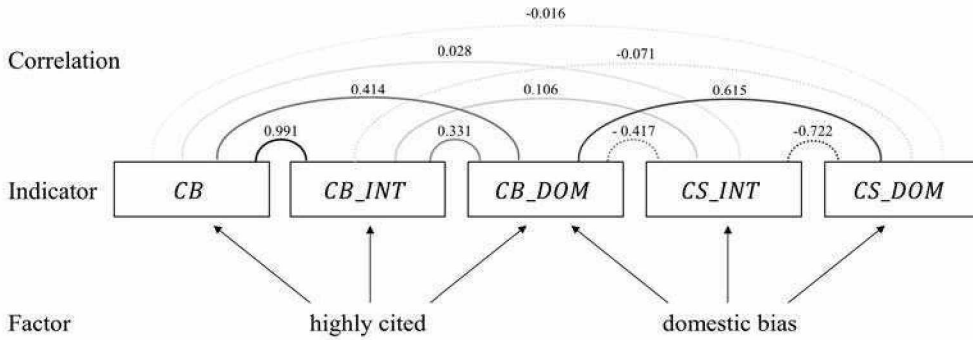 -0.016
0.028 -0.071
Correlation
0.414 0.106 0.615
0.991 0.331 - 0.417 -0.722
Indicator CB CB_INT CB_DOM CS_INT CS_DOM
Factor highly cited domestic bias